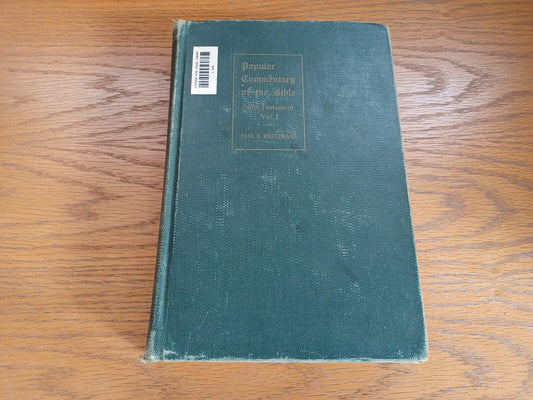 Popular
Commentary
of the Bible
New Testament
Vol. I
PAUL E. KRETZMANN